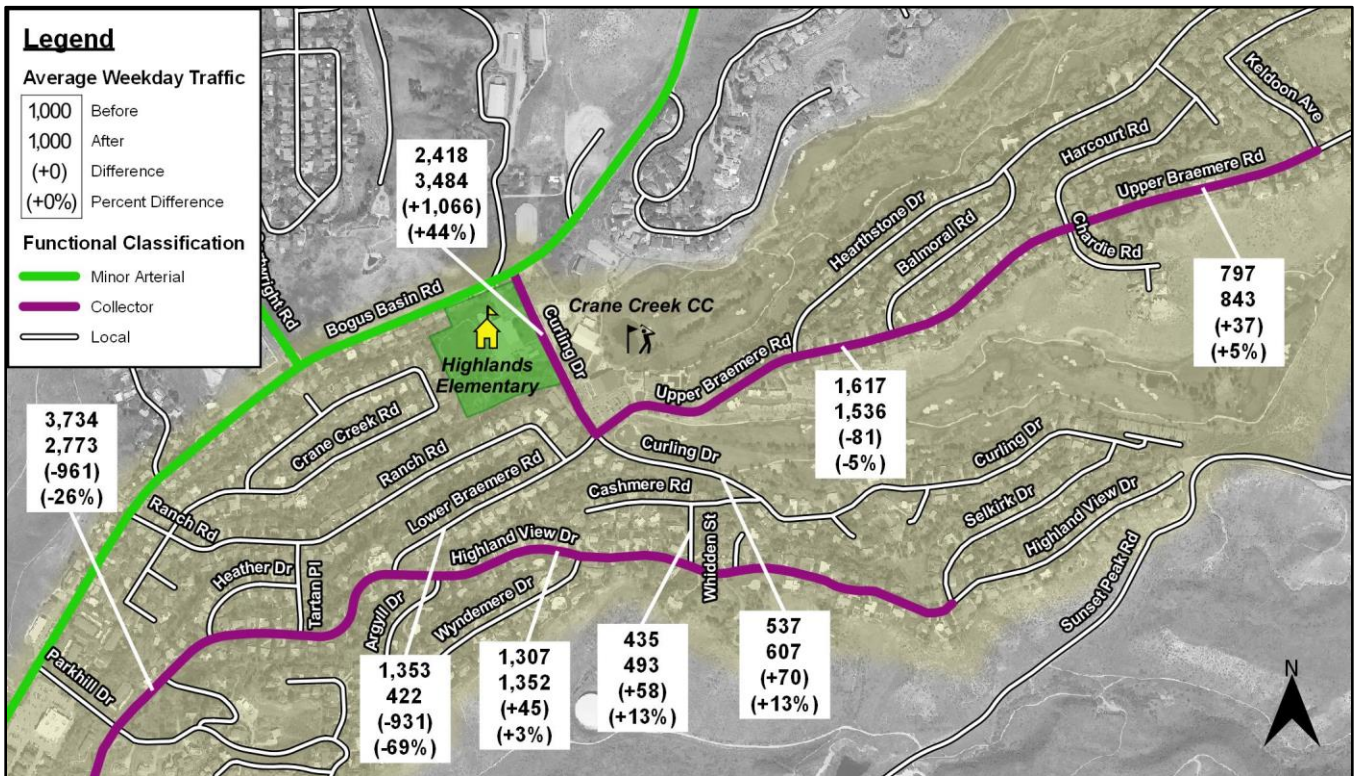 Legend
Average Weekday Traffic
1,000 Before
1,000 After
(+0) Difference
(+0%) Percent Difference
Functional Classification
Minor Arterial
Collector
Local
2,418
3,484
(+1,066)
(+44%)
Keldoon Ave
Harcourt Rd
Upper Braemere Rd
Hearthstone Dr
Balmoral Rd
Chardie Rd
797
843
(+37)
(+5%)
Bogus Basin Rd
Crane Creek CC
Curling Dr
Highlands
Elementary
Upper Braemere Rd
1,617
1,536
(-81)
(-5%)
3,734
2,773
(-961)
(-26%)
Crane Creek Rd
Ranch Rd
Ranch Rd
Lower Braemere Rd
Curling Dr
Curling Dr
Cashmere Rd
Selkirk Dr
Highland View Dr
Highland View Dr
Whidden St
Heather Dr
Tartan Pl
Argyll Dr
Wyndemere Dr
Sunset Peak Rd
Parkhill Dr
1,353
422
(-931)
(-69%)
1,307
1,352
(+45)
(+3%)
435
493
(+58)
(+13%)
537
607
(+70)
(+13%)
N